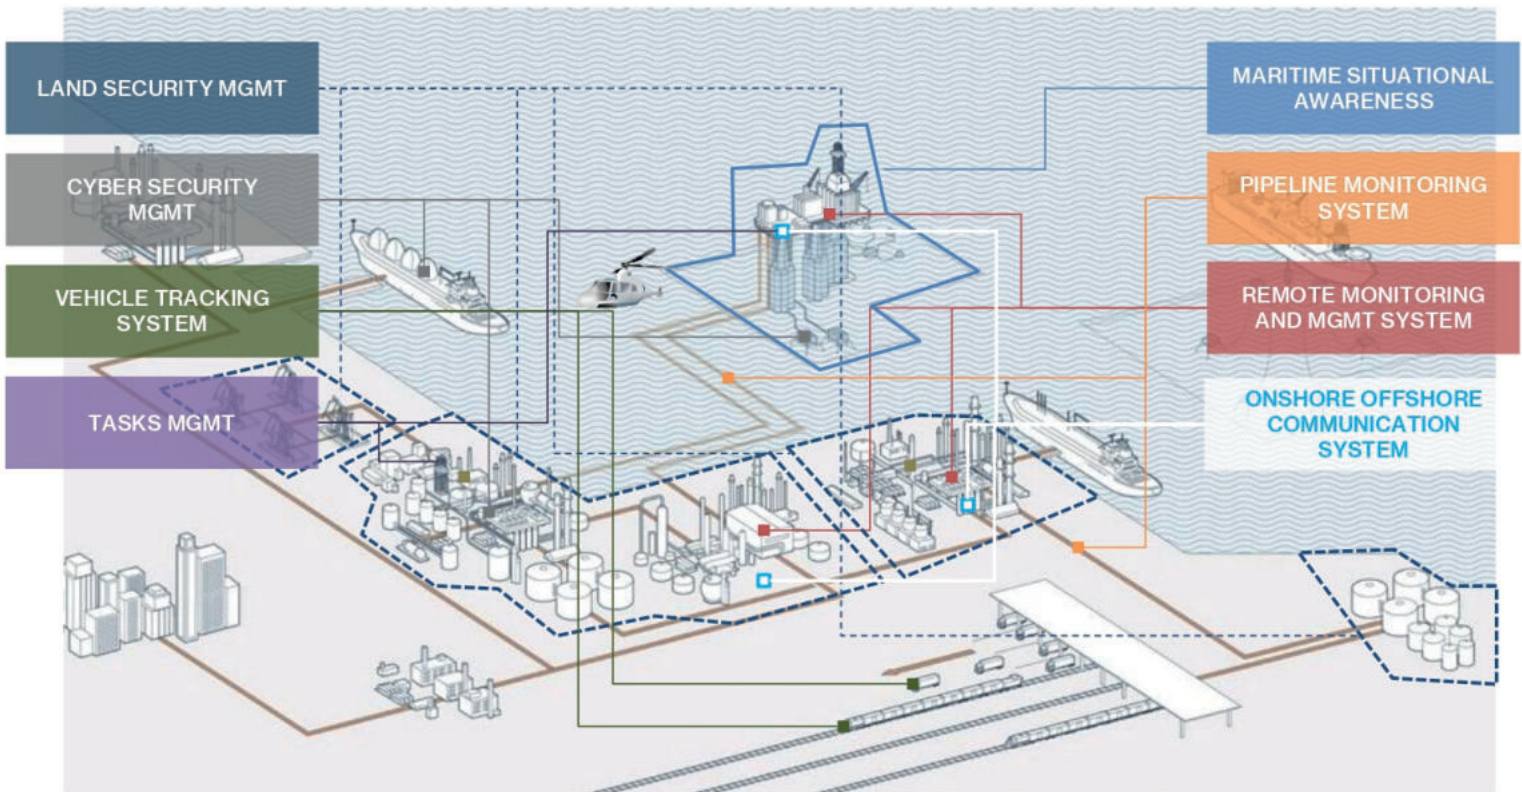 LAND SECURITY MGMT
CYBER SECURITY
MGMT
VEHICLE TRACKING
SYSTEM
TASKS MGMT
MARITIME SITUATIONAL
AWARENESS
PIPELINE MONITORING
SYSTEM
REMOTE MONITORING
AND MGMT SYSTEM
ONSHORE OFFSHORE
COMMUNICATION
SYSTEM